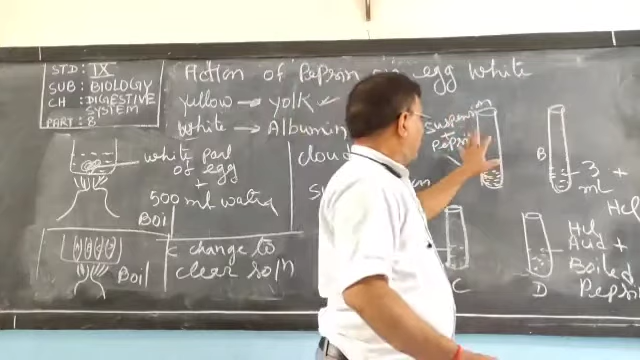 STD: IX
SUB: BIOLOGY
CH: DIGESTIVE
SYSTEM
PART: 8
Action of Pepsin on egg white
yellow → yolk ✓
white → Albumin
white part
of egg
+
500 ml water
Boil
change to
clear soln
Boil
suspension
+
Pepsin
B
3
ml
+
Hcl
C
D
Hcl
Acid +
Boiled
Pepsin